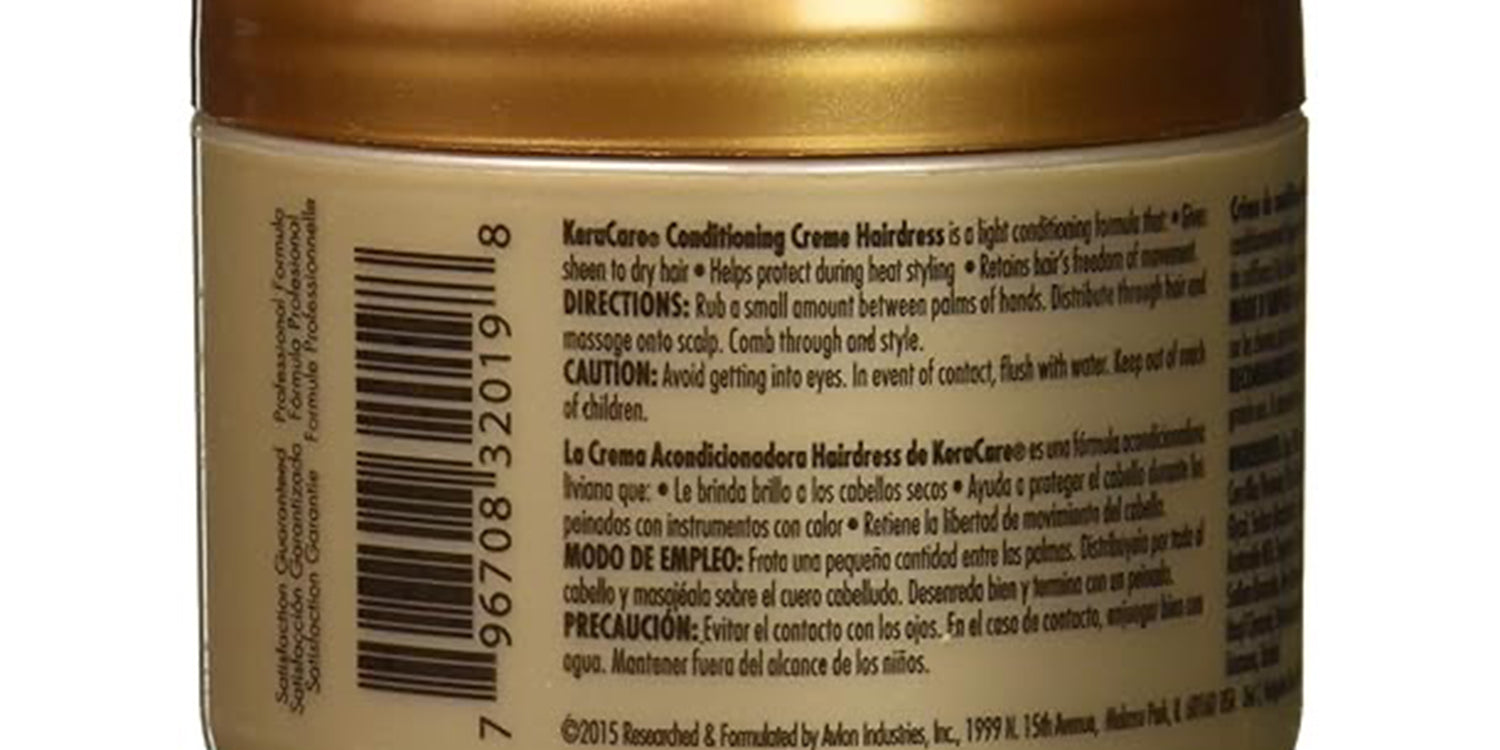 Satisfaction Guaranteed Professional Formula
Satisfacción Garantizada Fórmula Profesional
Satisfaction Garantie Formule Professionnelle
7 96708 32019 8
KeraCare® Conditioning Creme Hairdress is a light conditioning formula that: • Gives
sheen to dry hair • Helps protect during heat styling • Retains hair's freedom of movement.
DIRECTIONS: Rub a small amount between palms of hands. Distribute through hair and
massage onto scalp. Comb through and style.
CAUTION: Avoid getting into eyes. In event of contact, flush with water. Keep out of reach
of children.
La Crema Acondicionadora Hairdress de KeraCare® es una fórmula acondicionadora
liviana que: • Le brinda brillo a los cabellos secos • Ayuda a proteger el cabello durante los
peinados con instrumentos con calor • Retiene la libertad de movimiento del cabello.
MODO DE EMPLEO: Frota una pequeña cantidad entre las palmas. Distribúyala por todo el
cabello y masajéala sobre el cuero cabelludo. Desenreda bien y termina con un peinado.
PRECAUCIÓN: Evitar el contacto con los ojos. En el caso de contacto, enjuagar bien con
agua. Mantener fuera del alcance de los niños.
©2015 Researched & Formulated by Avlon Industries, Inc., 1999 N. 15th Avenue, Melrose Park, IL 60160 USA
Crème de